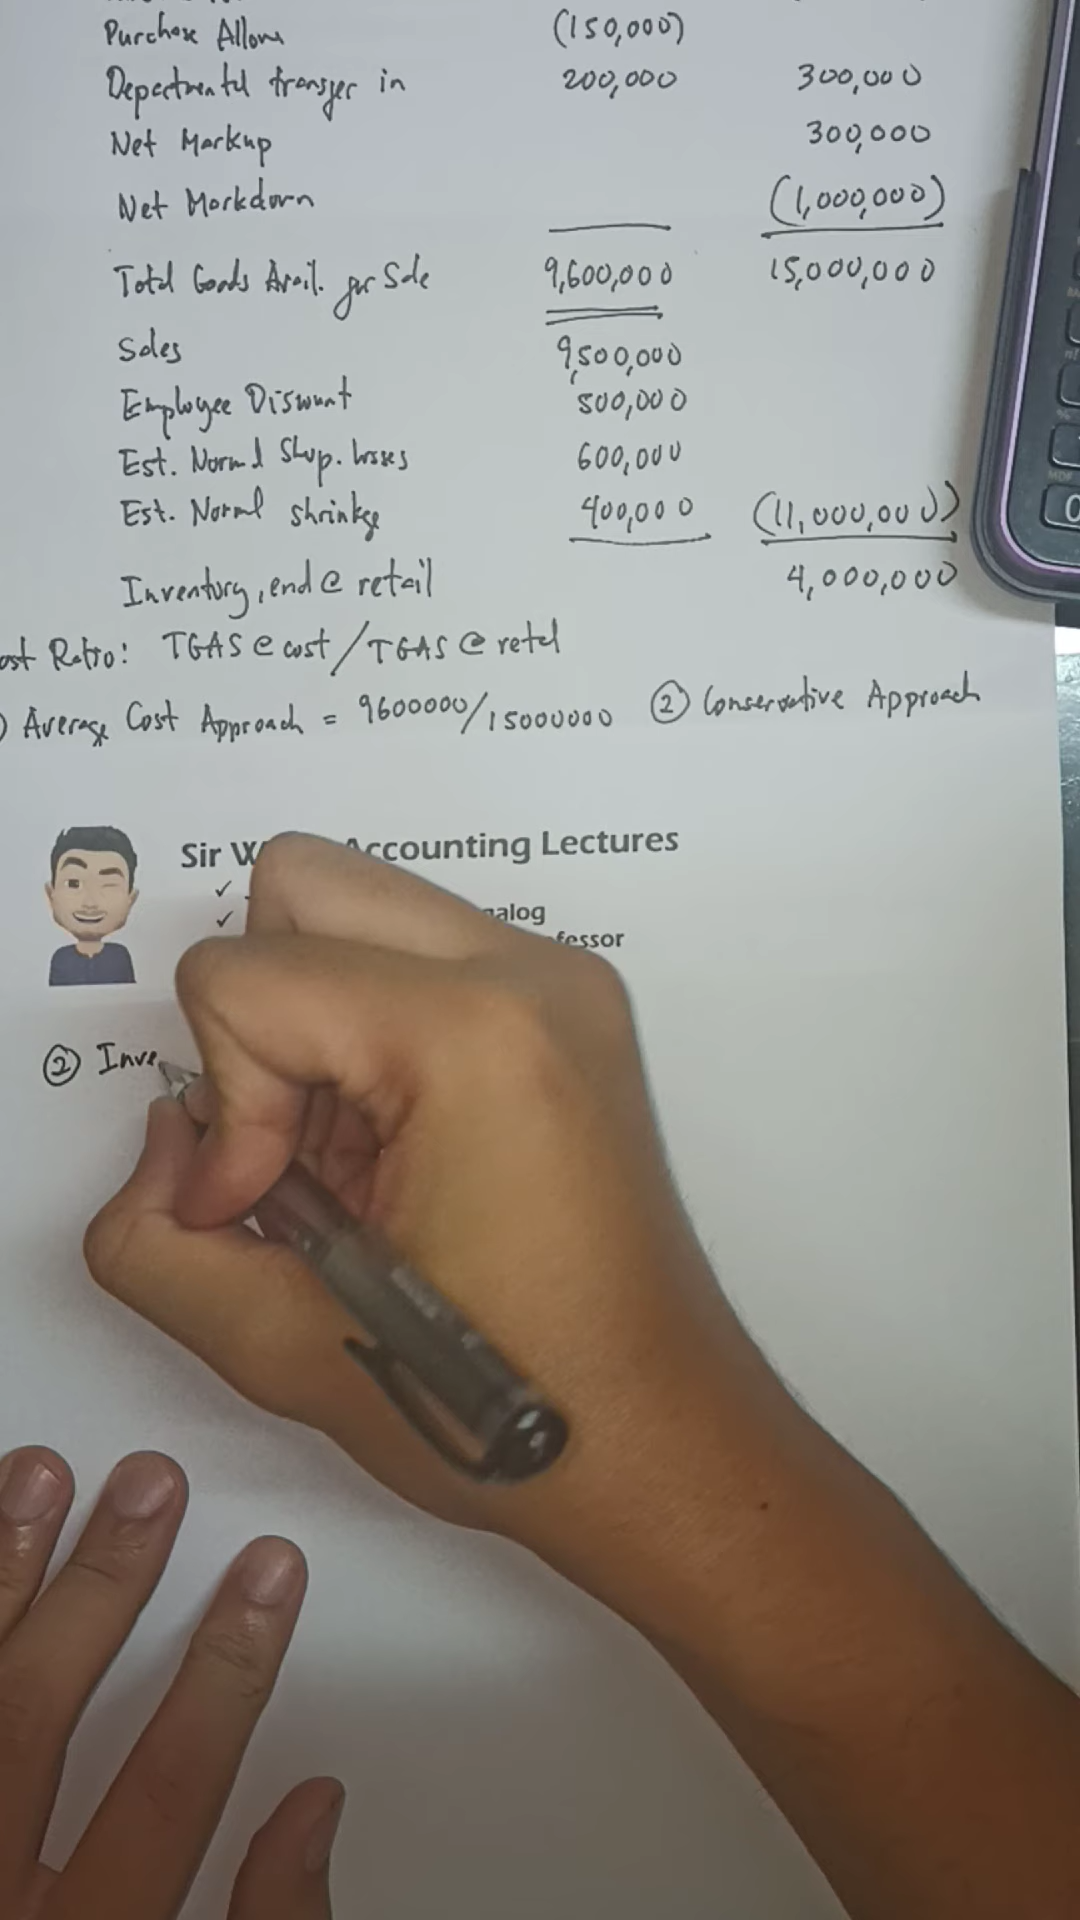 Purchase Allow (150,000)
Departmental transfer in 200,000 300,000
Net Markup 300,000
Net Markdown (1,000,000)
Total Goods Avail. for Sale 9,600,000 15,000,000
Sales 9,500,000
Employee Discount 500,000
Est. Normal Shop. losses 600,000
Est. Normal shrinkge 400,000 (11,000,000)
Inventory, end @ retail 4,000,000
ost Ratio: TGAS @ cost / TGAS @ retail
Average Cost Approach = 9600000/15000000 ② Conservative Approach
Sir Accounting Lectures
② Inve